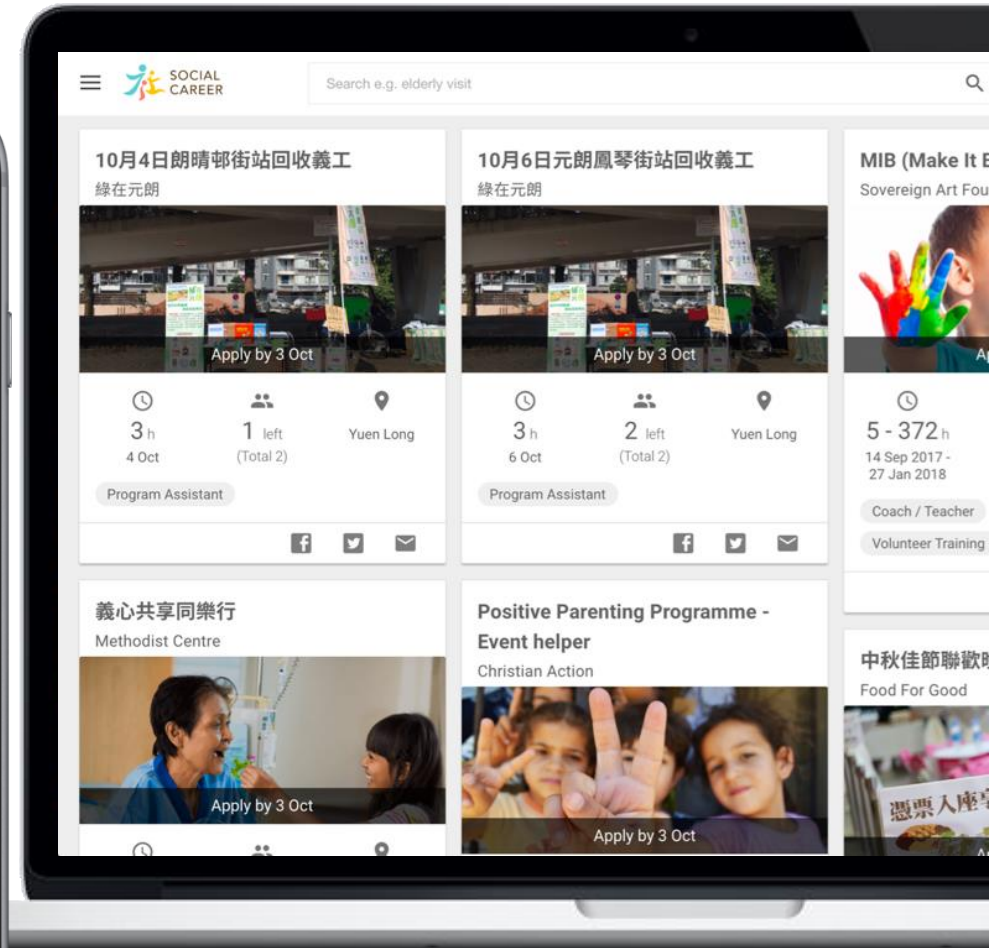 SOCIAL
CAREER
Search e.g. elderly visit
10月4日朗晴邨街站回收義工
綠在元朗
Apply by 3 Oct
3 h
4 Oct
1 left
(Total 2)
Yuen Long
Program Assistant
10月6日元朗鳳琴街站回收義工
綠在元朗
Apply by 3 Oct
3 h
6 Oct
2 left
(Total 2)
Yuen Long
Program Assistant
MIB (Make It
Sovereign Art
5 - 372 h
14 Sep 2017 -
27 Jan 2018
Coach / Teacher
Volunteer Training
義心共享同樂行
Methodist Centre
Apply by 3 Oct
Positive Parenting Programme -
Event helper
Christian Action
Apply by 3 Oct
中秋佳節聯歡
Food For Good
憑票入座